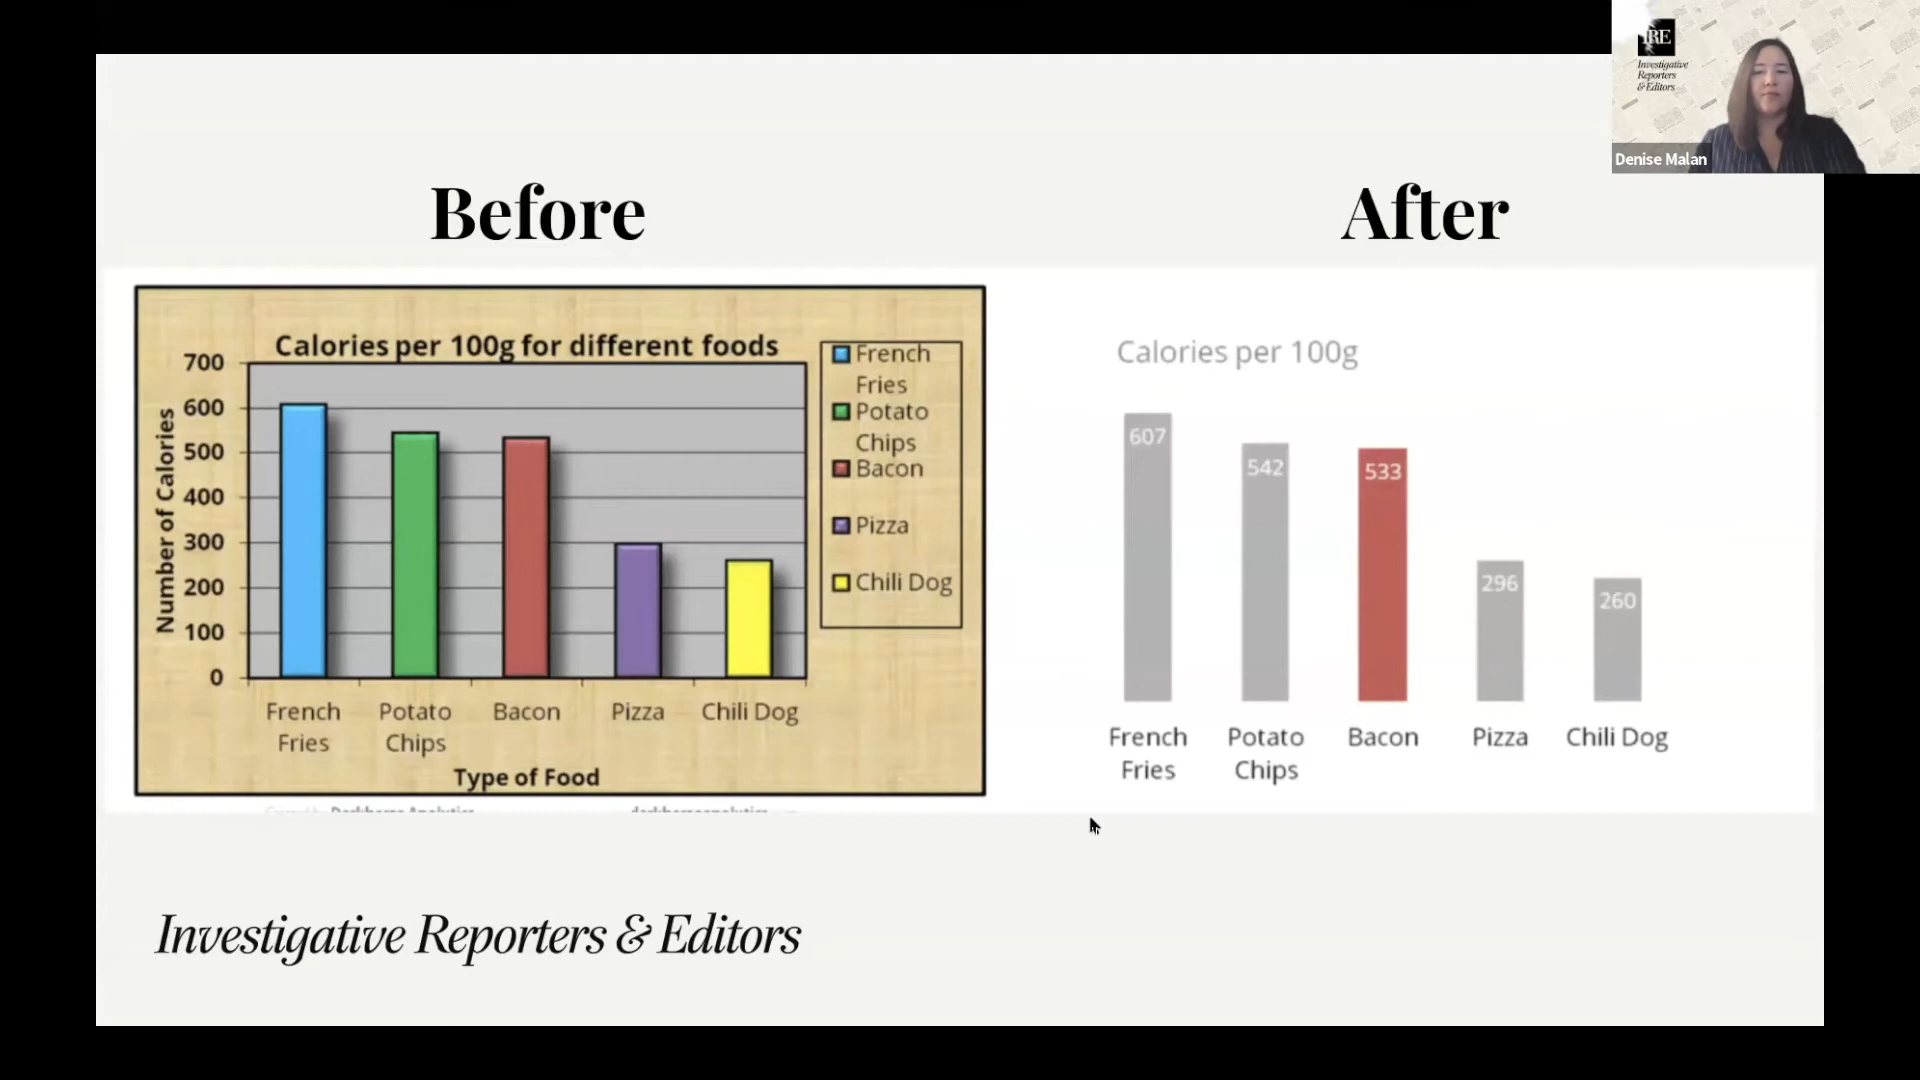 IRE
Investigative
Reporters
& Editors
Denise Malan
Before
After
Calories per 100g for different foods
Number of Calories
700
600
500
400
300
200
100
0
French
Fries
Potato
Chips
Bacon
Pizza
Chili Dog
French
Fries
Potato
Chips
Bacon
Pizza
Chili Dog
Type of Food
Darkhorse Analytics
darkhorseanalytics
Calories per 100g
607
542
533
296
260
French
Fries
Potato
Chips
Bacon
Pizza
Chili Dog
Investigative Reporters & Editors